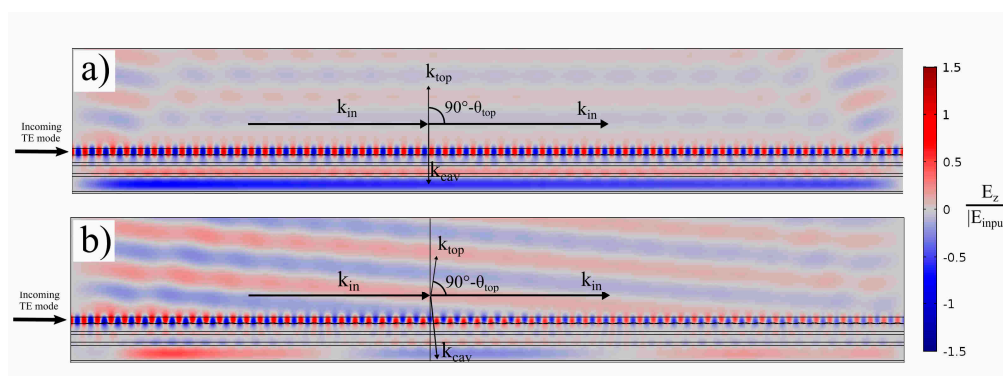 a)
k_top
k_in
90°-θ_top
k_in
Incoming
TE mode
k_cav
b)
k_top
k_in
90°-θ_top
k_in
Incoming
TE mode
k_cav
1.5
1
0.5
0
-0.5
-1
-1.5
E_z
|E_inpu